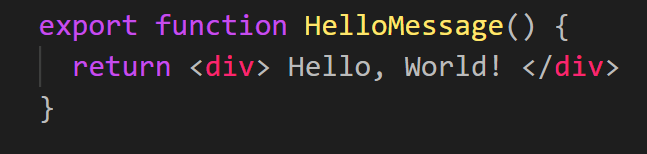 export function HelloMessage() {
  return <div> Hello, World! </div>
}